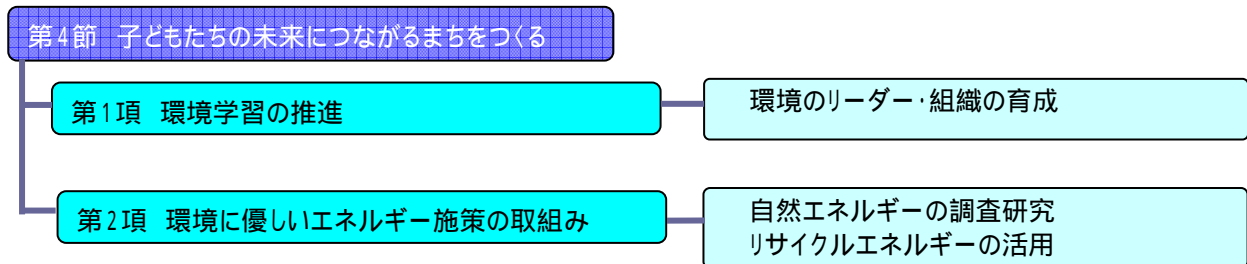 第4節 子どもたちの未来につながるまちをつくる
第1項 環境学習の推進
環境のリーダー・組織の育成
第2項 環境に優しいエネルギー施策の取組み
自然エネルギーの調査研究
リサイクルエネルギーの活用